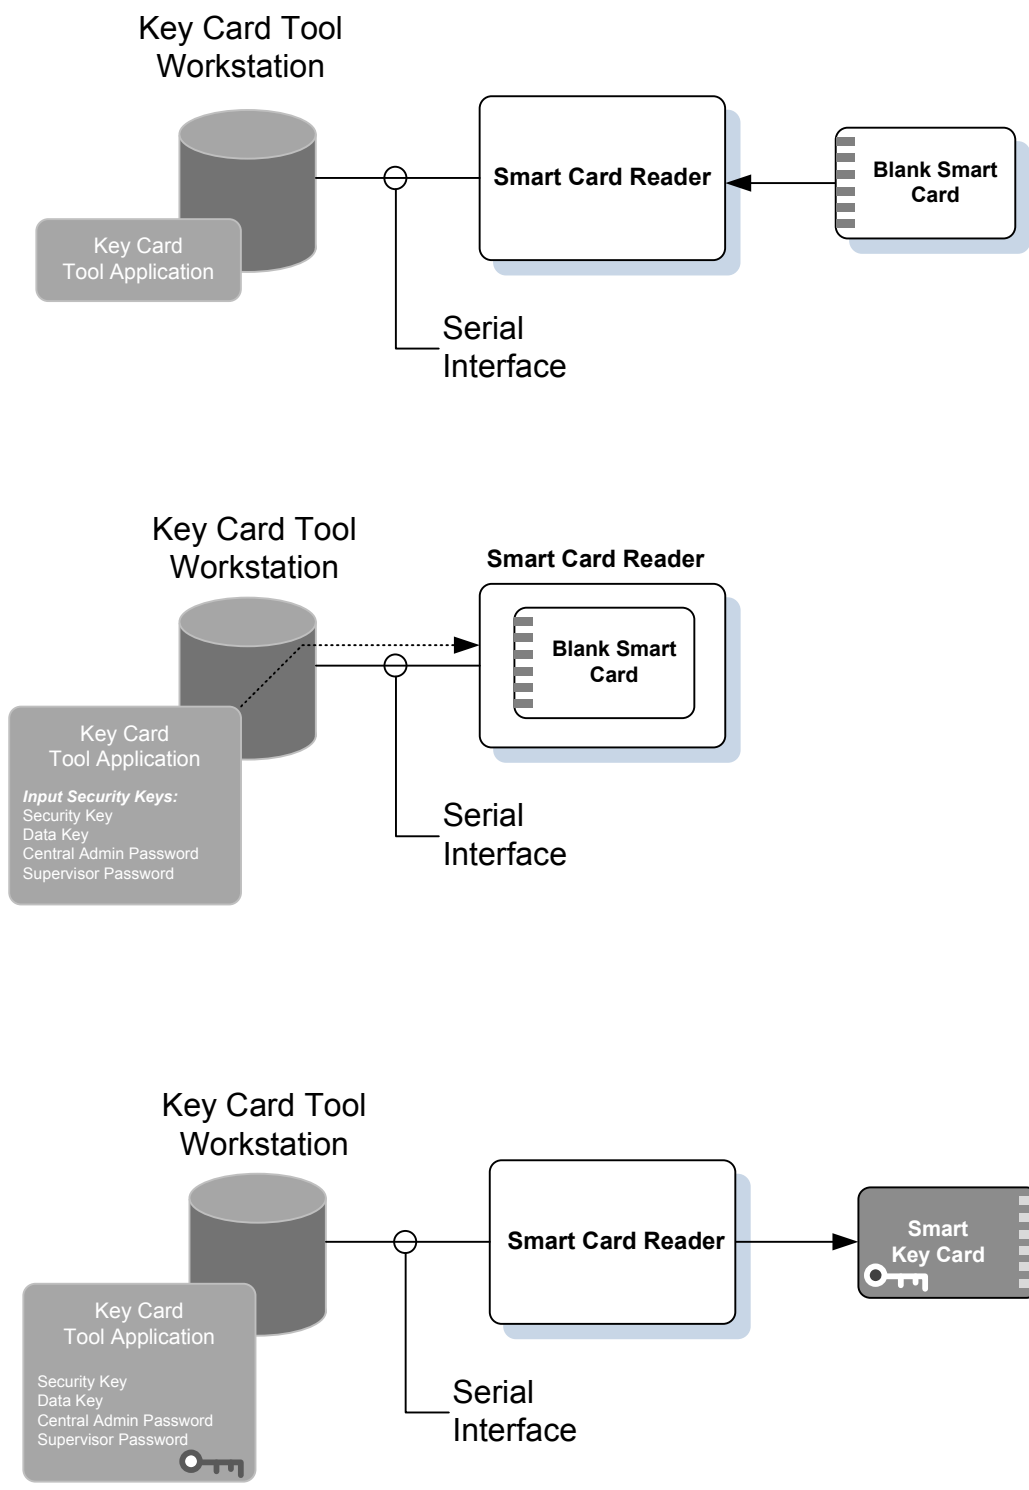 Key Card Tool
Workstation
Smart Card Reader
Blank Smart
Card
Key Card
Tool Application
Serial
Interface
Key Card Tool
Workstation
Smart Card Reader
Blank Smart
Card
Key Card
Tool Application
Input Security Keys:
Security Key
Data Key
Central Admin Password
Supervisor Password
Serial
Interface
Key Card Tool
Workstation
Smart Card Reader
Smart
Key Card
Key Card
Tool Application
Security Key
Data Key
Central Admin Password
Supervisor Password
Serial
Interface